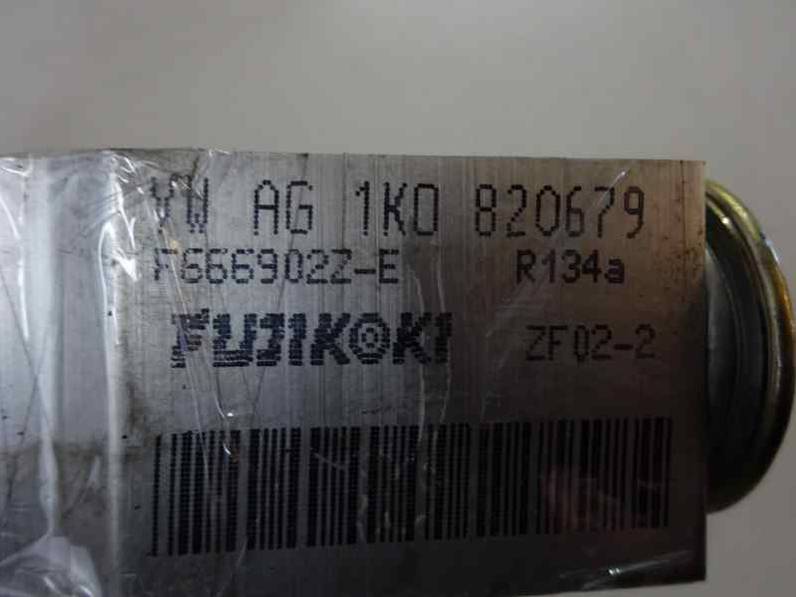 VW AG 1K0 820679
F666902Z-E R134a
FUJIKOKI ZF02-2